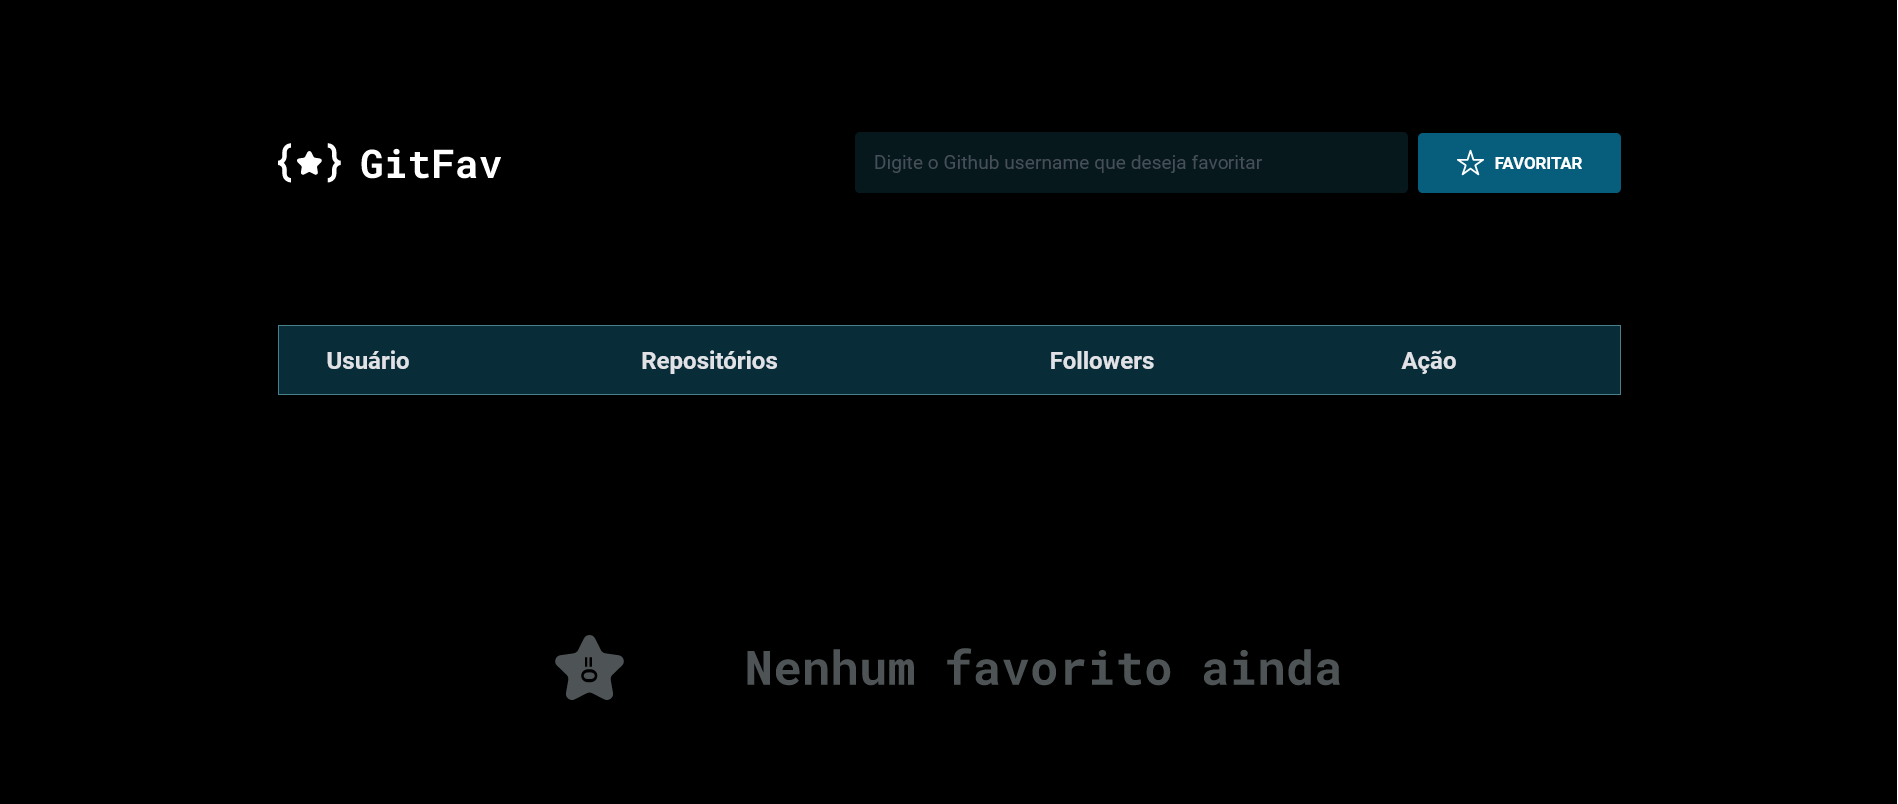 GitFav
Digite o Github username que deseja favoritar
FAVORITAR
Usuário Repositórios Followers Ação
Nenhum favorito ainda